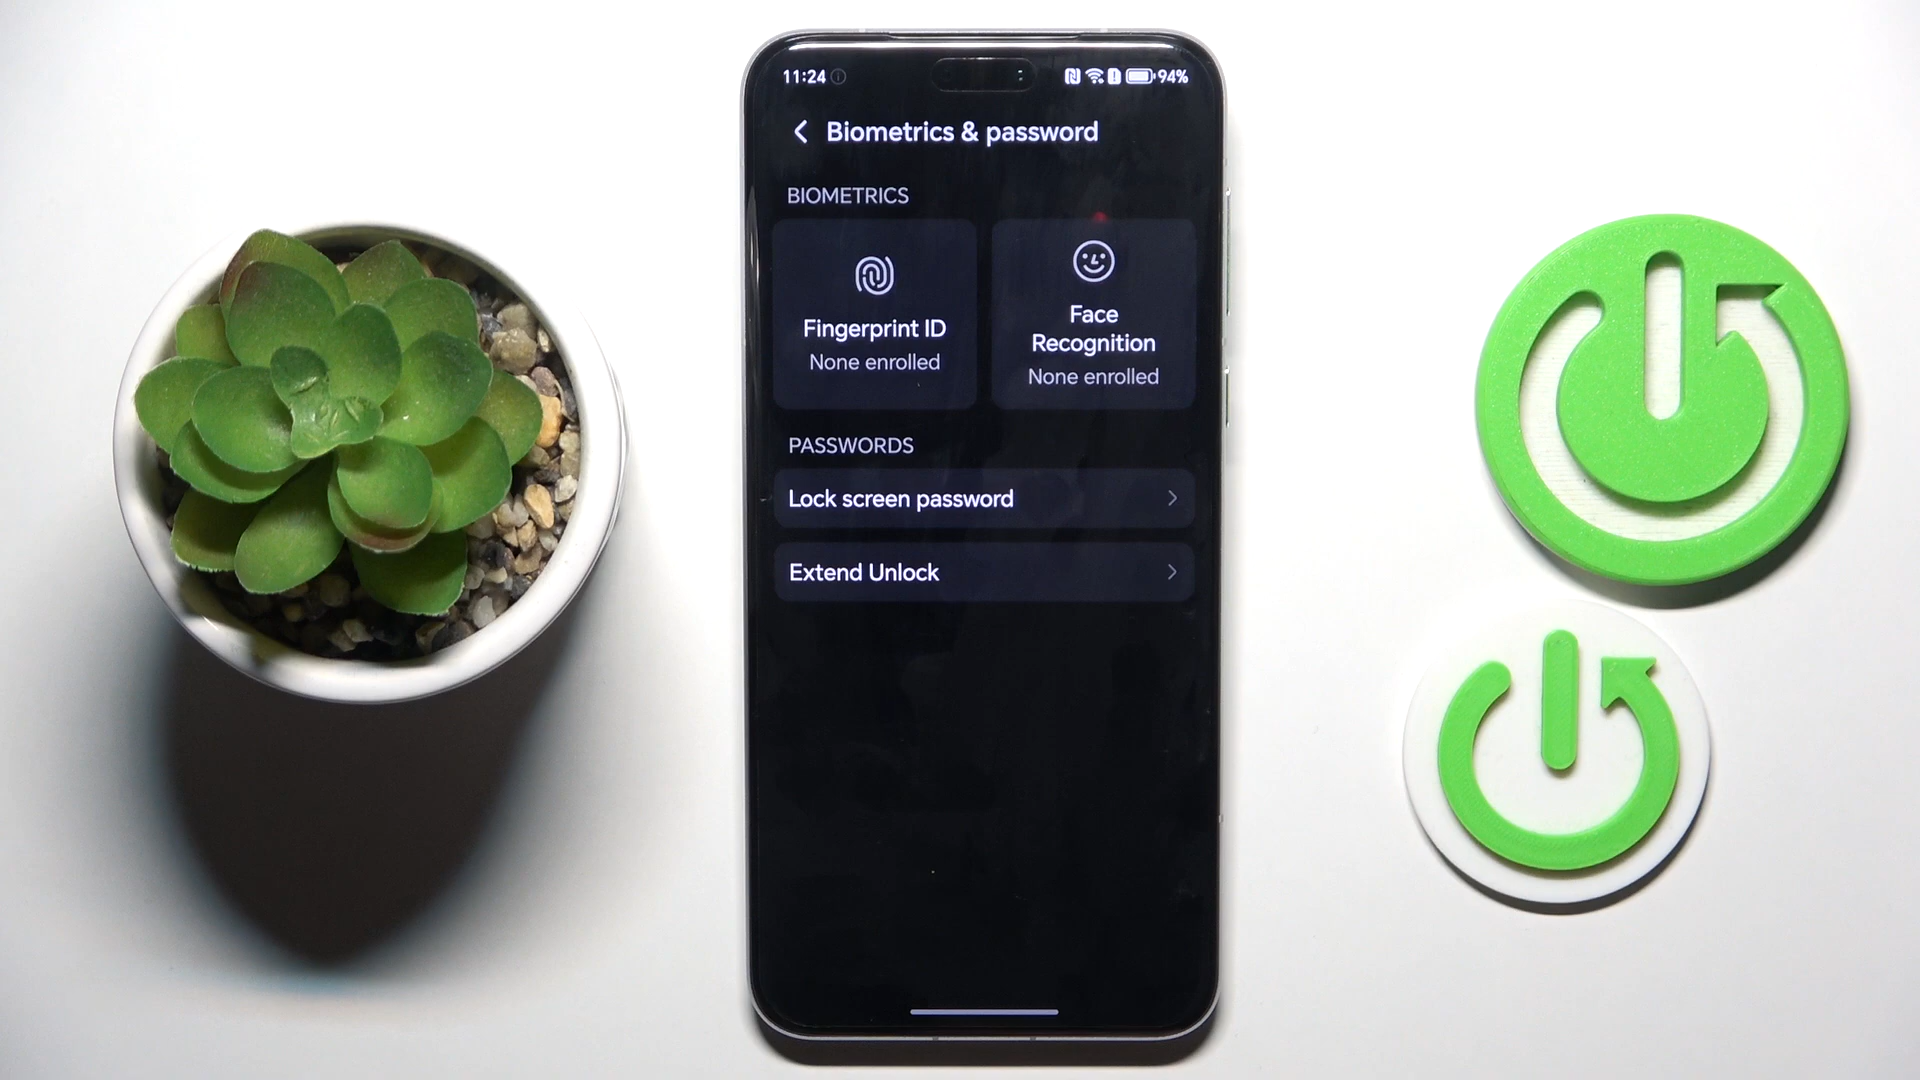 11:24
94%
Biometrics & password
BIOMETRICS
Fingerprint ID
None enrolled
Face
Recognition
None enrolled
PASSWORDS
Lock screen password
Extend Unlock